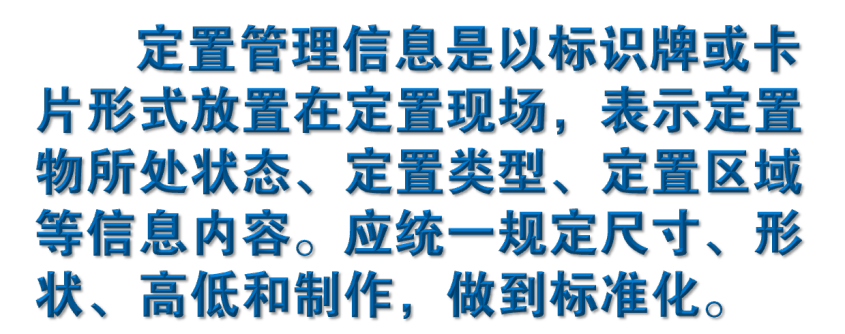 定置管理信息是以标识牌或卡
片形式放置在定置现场，表示定置
物所处状态、定置类型、定置区域
等信息内容。应统一规定尺寸、形
状、高低和制作，做到标准化。